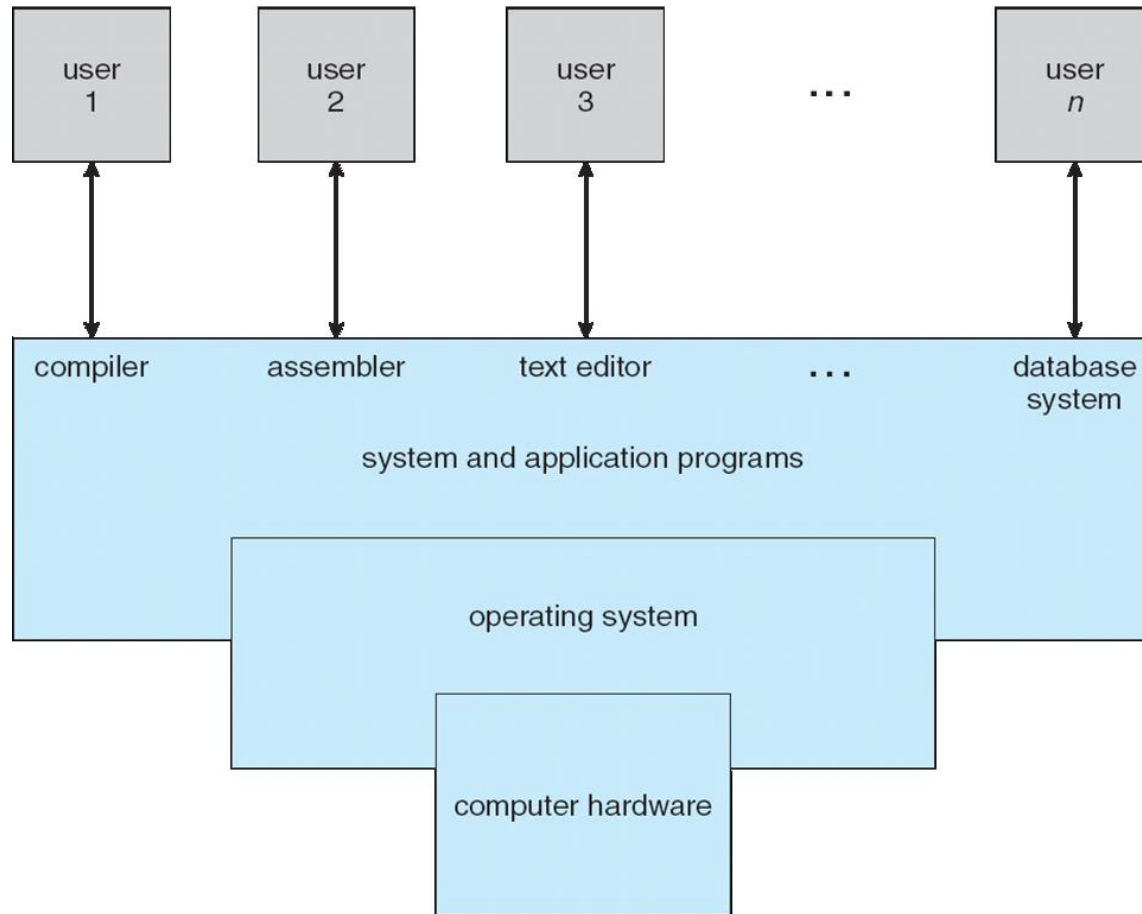 user
1
user
2
user
3
...
user
n
compiler
assembler
text editor
...
database
system
system and application programs
operating system
computer hardware